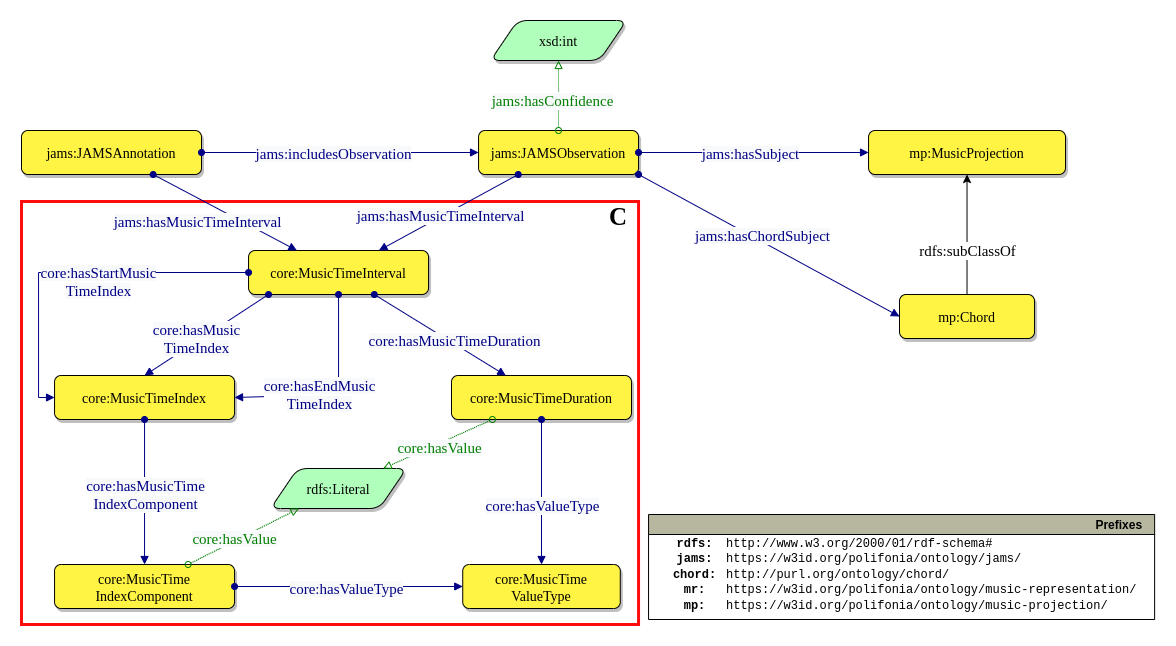 xsd:int
jams:hasConfidence
jams:JAMSAnnotation
jams:includesObservation
jams:JAMSObservation
jams:hasSubject
mp:MusicProjection
jams:hasMusicTimeInterval
jams:hasMusicTimeInterval
C
jams:hasChordSubject
rdfs:subClassOf
core:hasStartMusic
TimeIndex
core:MusicTimeInterval
mp:Chord
core:hasMusic
TimeIndex
core:hasMusicTimeDuration
core:hasEndMusic
TimeIndex
core:MusicTimeIndex
core:MusicTimeDuration
core:hasValue
core:hasMusicTime
IndexComponent
rdfs:Literal
core:hasValueType
core:hasValue
core:MusicTime
IndexComponent
core:hasValueType
core:MusicTime
ValueType
Prefixes
rdfs: http://www.w3.org/2000/01/rdf-schema#
jams: https://w3id.org/polifonia/ontology/jams/
chord: http://purl.org/ontology/chord/
mr: https://w3id.org/polifonia/ontology/music-representation/
mp: https://w3id.org/polifonia/ontology/music-projection/